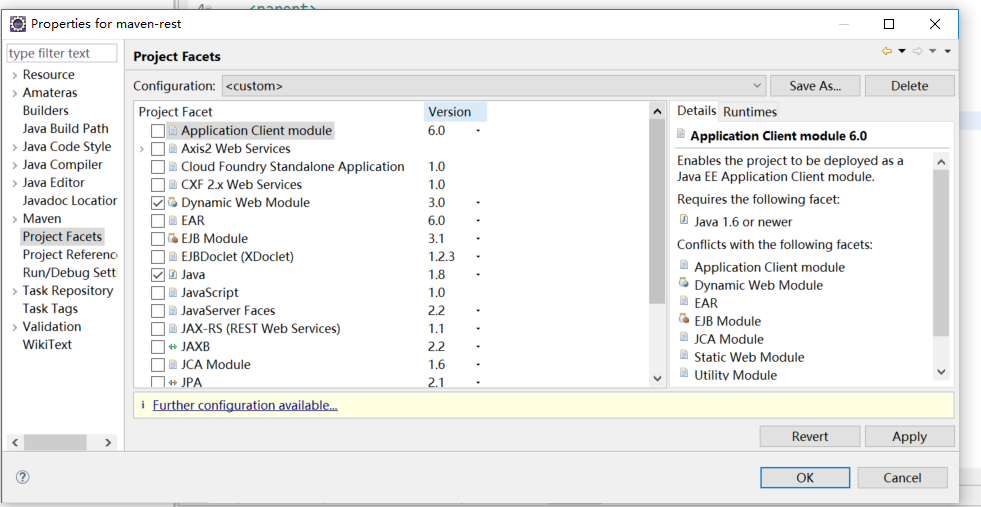 <parent>
Properties for maven-rest
type filter text
Resource
Amateras
Builders
Java Build Path
Java Code Style
Java Compiler
Java Editor
Javadoc Location
Maven
Project Facets
Project Referenc
Run/Debug Setti
Task Repository
Task Tags
Validation
WikiText
Project Facets
Configuration: <custom> Save As... Delete
Project Facet Version
Application Client module 6.0
Axis2 Web Services
Cloud Foundry Standalone Application 1.0
CXF 2.x Web Services 1.0
Dynamic Web Module 3.0
EAR 6.0
EJB Module 3.1
EJBDoclet (XDoclet) 1.2.3
Java 1.8
JavaScript 1.0
JavaServer Faces 2.2
JAX-RS (REST Web Services) 1.1
JAXB 2.2
JCA Module 1.6
JPA 2.1
Details Runtimes
Application Client module 6.0
Enables the project to be deployed as a
Java EE Application Client module.
Requires the following facet:
Java 1.6 or newer
Conflicts with the following facets:
Application Client module
Dynamic Web Module
EAR
EJB Module
JCA Module
Static Web Module
Utility Module
Further configuration available...
Revert Apply
OK Cancel